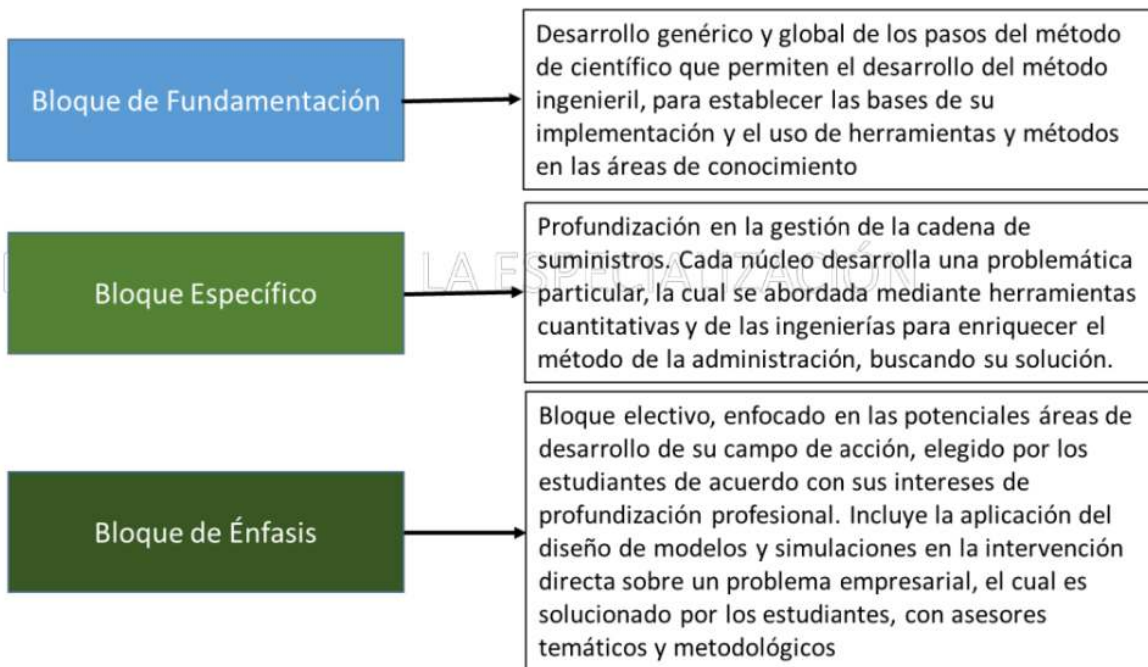 Bloque de Fundamentación
Desarrollo genérico y global de los pasos del método
de científico que permiten el desarrollo del método
ingenieril, para establecer las bases de su
implementación y el uso de herramientas y métodos
en las áreas de conocimiento
Bloque Específico
LA ESPECIALIZACIÓN
Profundización en la gestión de la cadena de
suministros. Cada núcleo desarrolla una problemática
particular, la cual se abordada mediante herramientas
cuantitativas y de las ingenierías para enriquecer el
método de la administración, buscando su solución.
Bloque de Énfasis
Bloque electivo, enfocado en las potenciales áreas de
desarrollo de su campo de acción, elegido por los
estudiantes de acuerdo con sus intereses de
profundización profesional. Incluye la aplicación del
diseño de modelos y simulaciones en la intervención
directa sobre un problema empresarial, el cual es
solucionado por los estudiantes, con asesores
temáticos y metodológicos